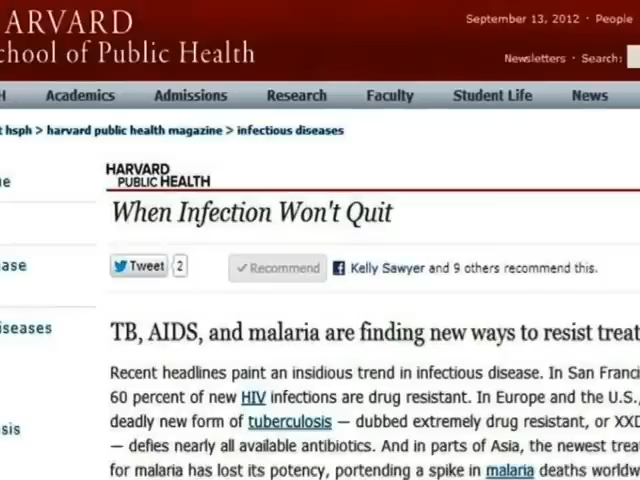 ARVARD
September 13, 2012 · People
chool of Public Health
Newsletters · Search:
H Academics Admissions Research Faculty Student Life News
t hsph > harvard public health magazine > infectious diseases
e
HARVARD
PUBLIC HEALTH
When Infection Won't Quit
ase
Tweet 2 Recommend Kelly Sawyer and 9 others recommend this.
iseases
TB, AIDS, and malaria are finding new ways to resist treat
Recent headlines paint an insidious trend in infectious disease. In San Franci
60 percent of new HIV infections are drug resistant. In Europe and the U.S.,
deadly new form of tuberculosis — dubbed extremely drug resistant, or XXD
sis
— defies nearly all available antibiotics. And in parts of Asia, the newest trea
for malaria has lost its potency, portending a spike in malaria deaths worldw